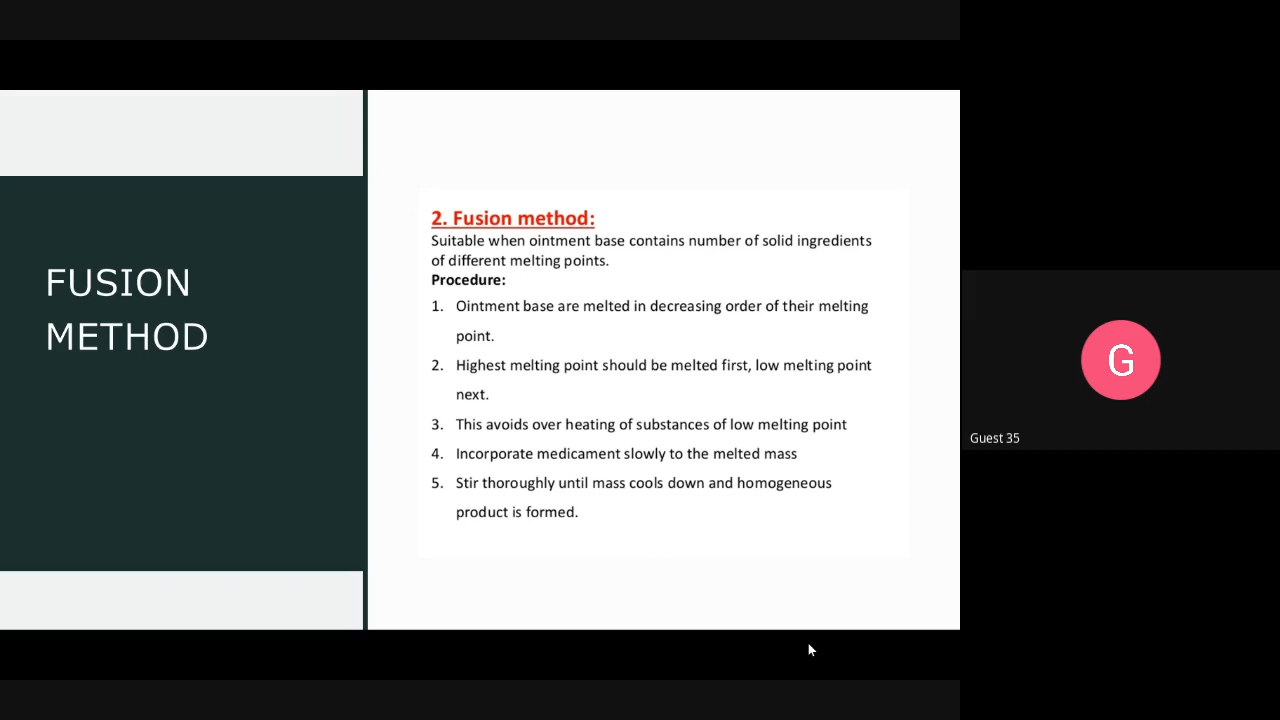 FUSION
METHOD
2. Fusion method:
Suitable when ointment base contains number of solid ingredients
of different melting points.
Procedure:
1. Ointment base are melted in decreasing order of their melting
point.
2. Highest melting point should be melted first, low melting point
next.
3. This avoids over heating of substances of low melting point
4. Incorporate medicament slowly to the melted mass
5. Stir thoroughly until mass cools down and homogeneous
product is formed.
G
Guest 35